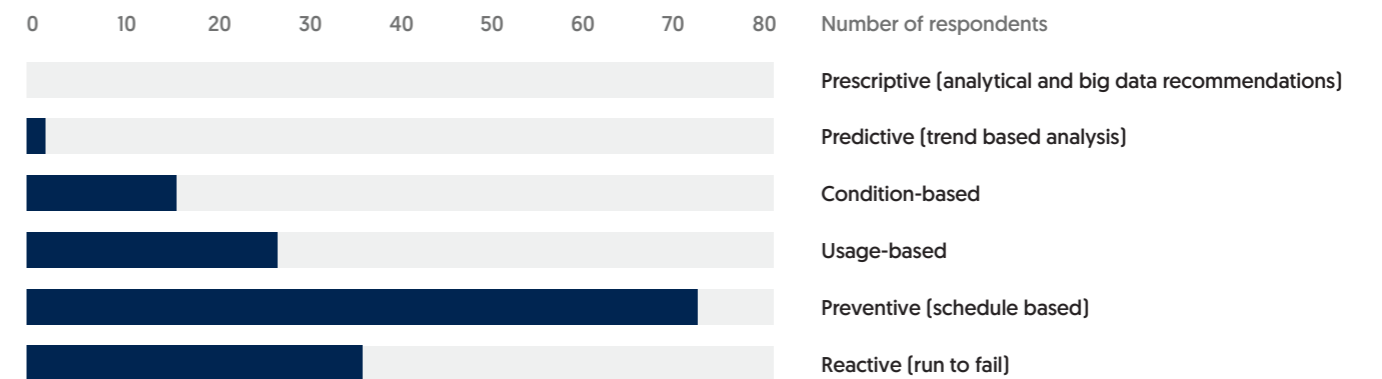 0 10 20 30 40 50 60 70 80 Number of respondents
Prescriptive (analytical and big data recommendations)
Predictive (trend based analysis)
Condition-based
Usage-based
Preventive (schedule based)
Reactive (run to fail)